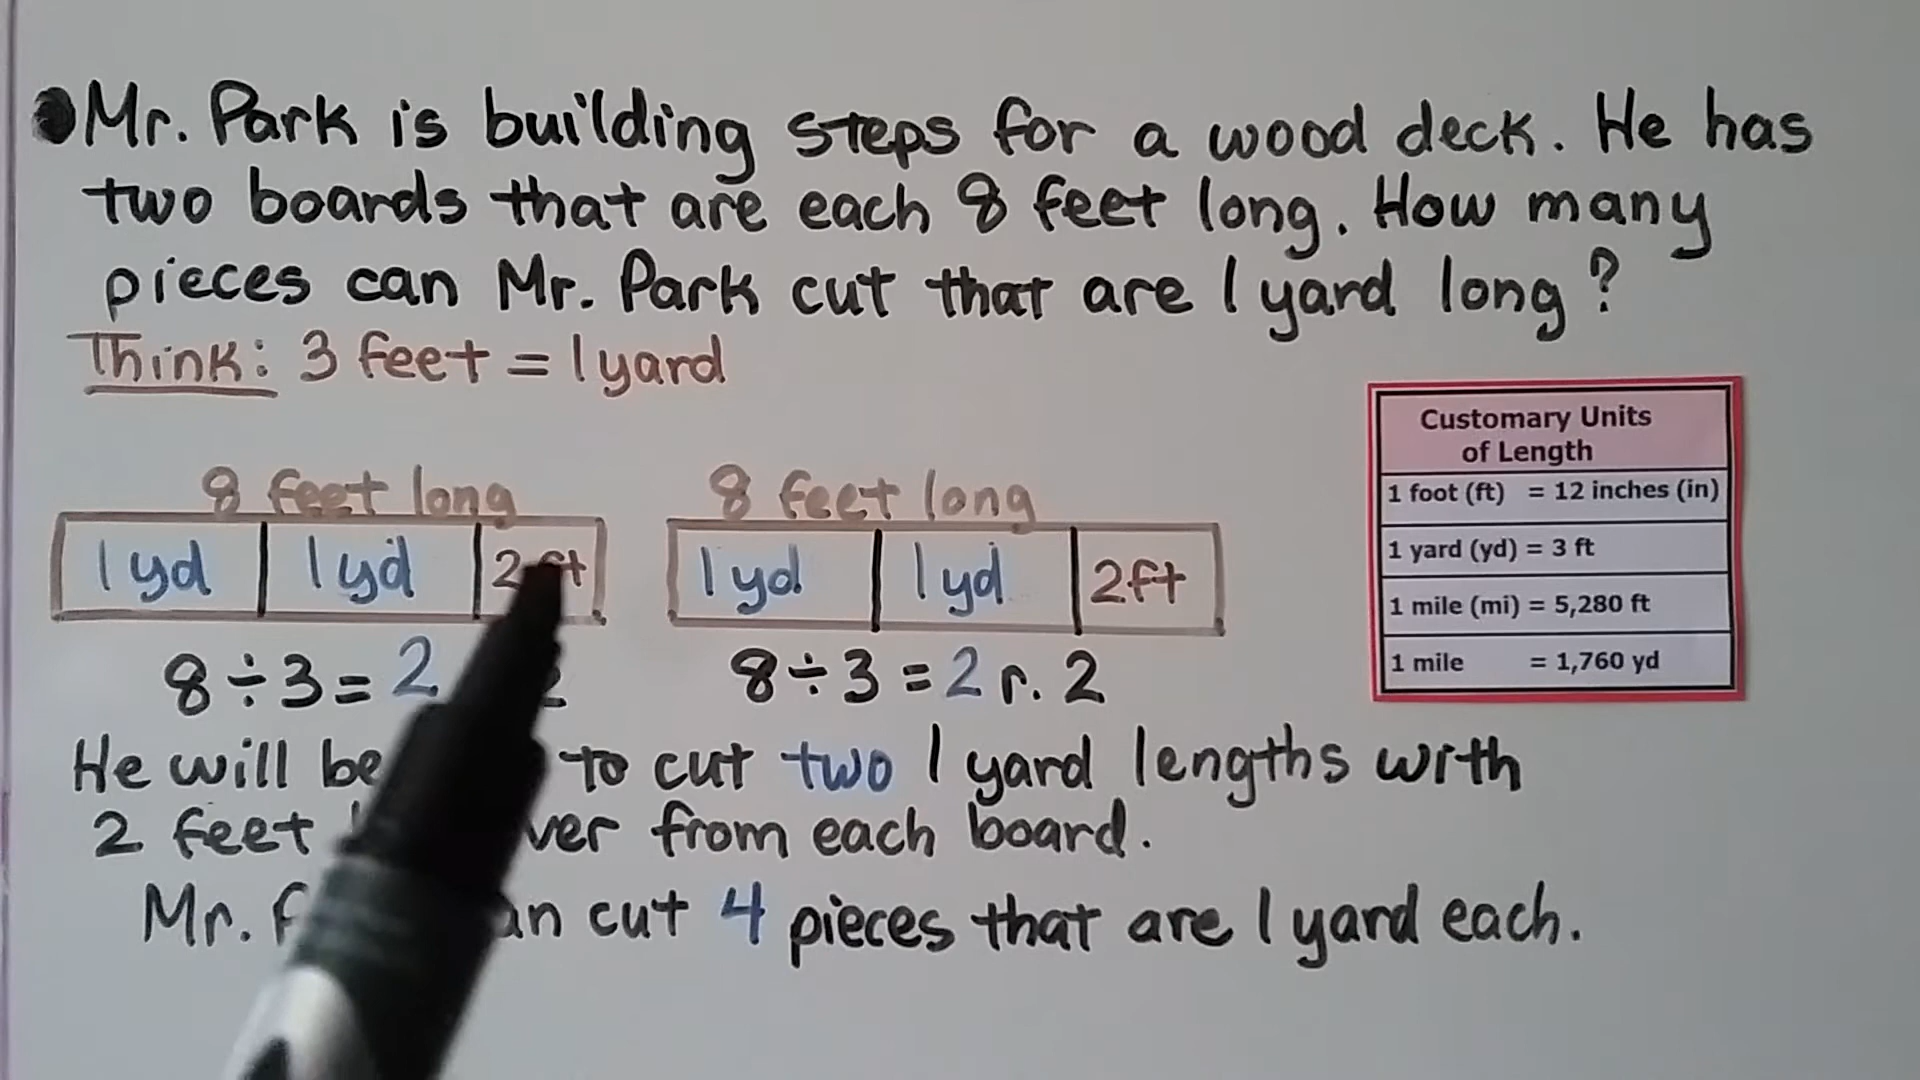 Mr. Park is building steps for a wood deck. He has
two boards that are each 8 feet long. How many
pieces can Mr. Park cut that are 1 yard long?
Think: 3 feet = 1 yard
8 feet long
1 yd 1 yd 2 ft
8 ÷ 3 = 2 2
8 feet long
1 yd 1 yd 2 ft
8 ÷ 3 = 2 r. 2
Customary Units
of Length
1 foot (ft) = 12 inches (in)
1 yard (yd) = 3 ft
1 mile (mi) = 5,280 ft
1 mile = 1,760 yd
He will be to cut two 1 yard lengths with
2 feet from each board.
Mr. cut 4 pieces that are 1 yard each.